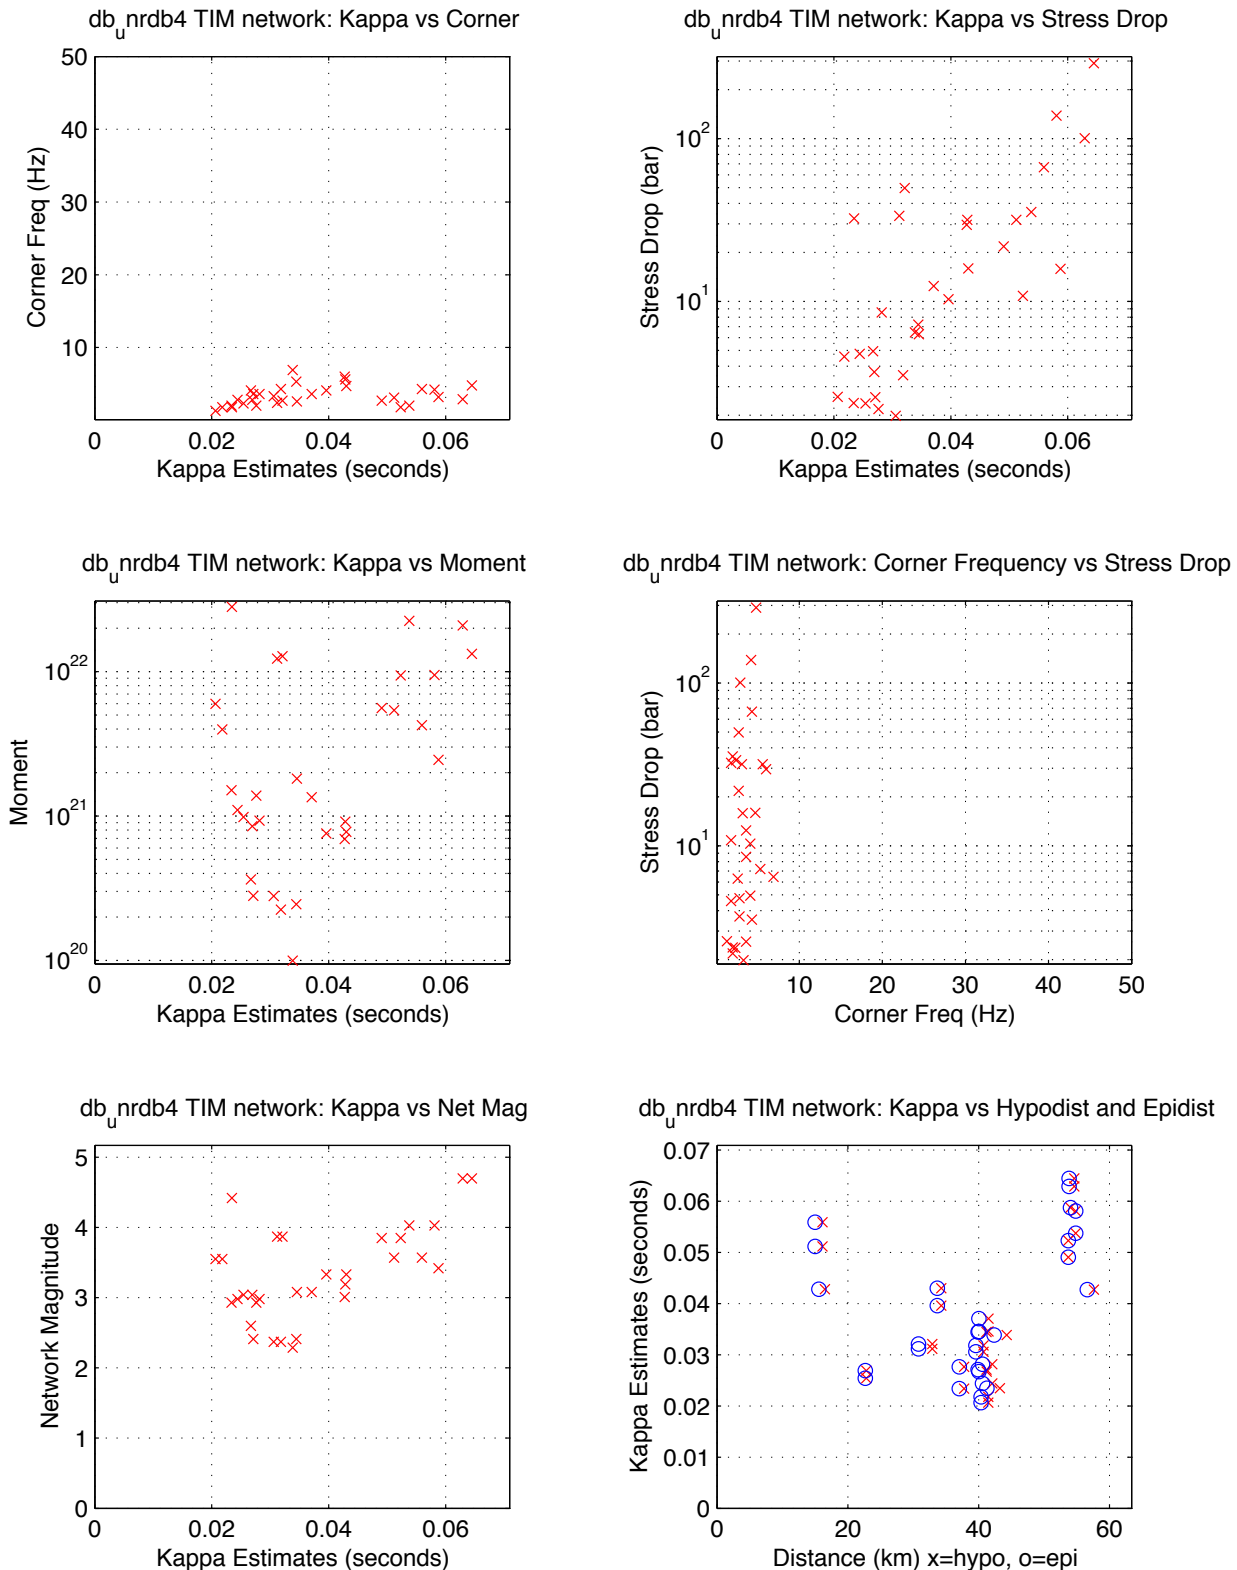 db_unrdb4 TIM network: Kappa vs Corner
50
40
30
20
10
0
0.02
0.04
0.06
Corner Freq (Hz)
Kappa Estimates (seconds)
db_unrdb4 TIM network: Kappa vs Stress Drop
10^2
10^1
0
0.02
0.04
0.06
Stress Drop (bar)
Kappa Estimates (seconds)
db_unrdb4 TIM network: Kappa vs Moment
10^22
10^21
10^20
0
0.02
0.04
0.06
Moment
Kappa Estimates (seconds)
db_unrdb4 TIM network: Corner Frequency vs Stress Drop
10^2
10^1
10
20
30
40
50
Stress Drop (bar)
Corner Freq (Hz)
db_unrdb4 TIM network: Kappa vs Net Mag
5
4
3
2
1
0
0
0.02
0.04
0.06
Network Magnitude
Kappa Estimates (seconds)
db_unrdb4 TIM network: Kappa vs Hypodist and Epidist
0.07
0.06
0.05
0.04
0.03
0.02
0.01
0
0
20
40
60
Kappa Estimates (seconds)
Distance (km) x=hypo, o=epi